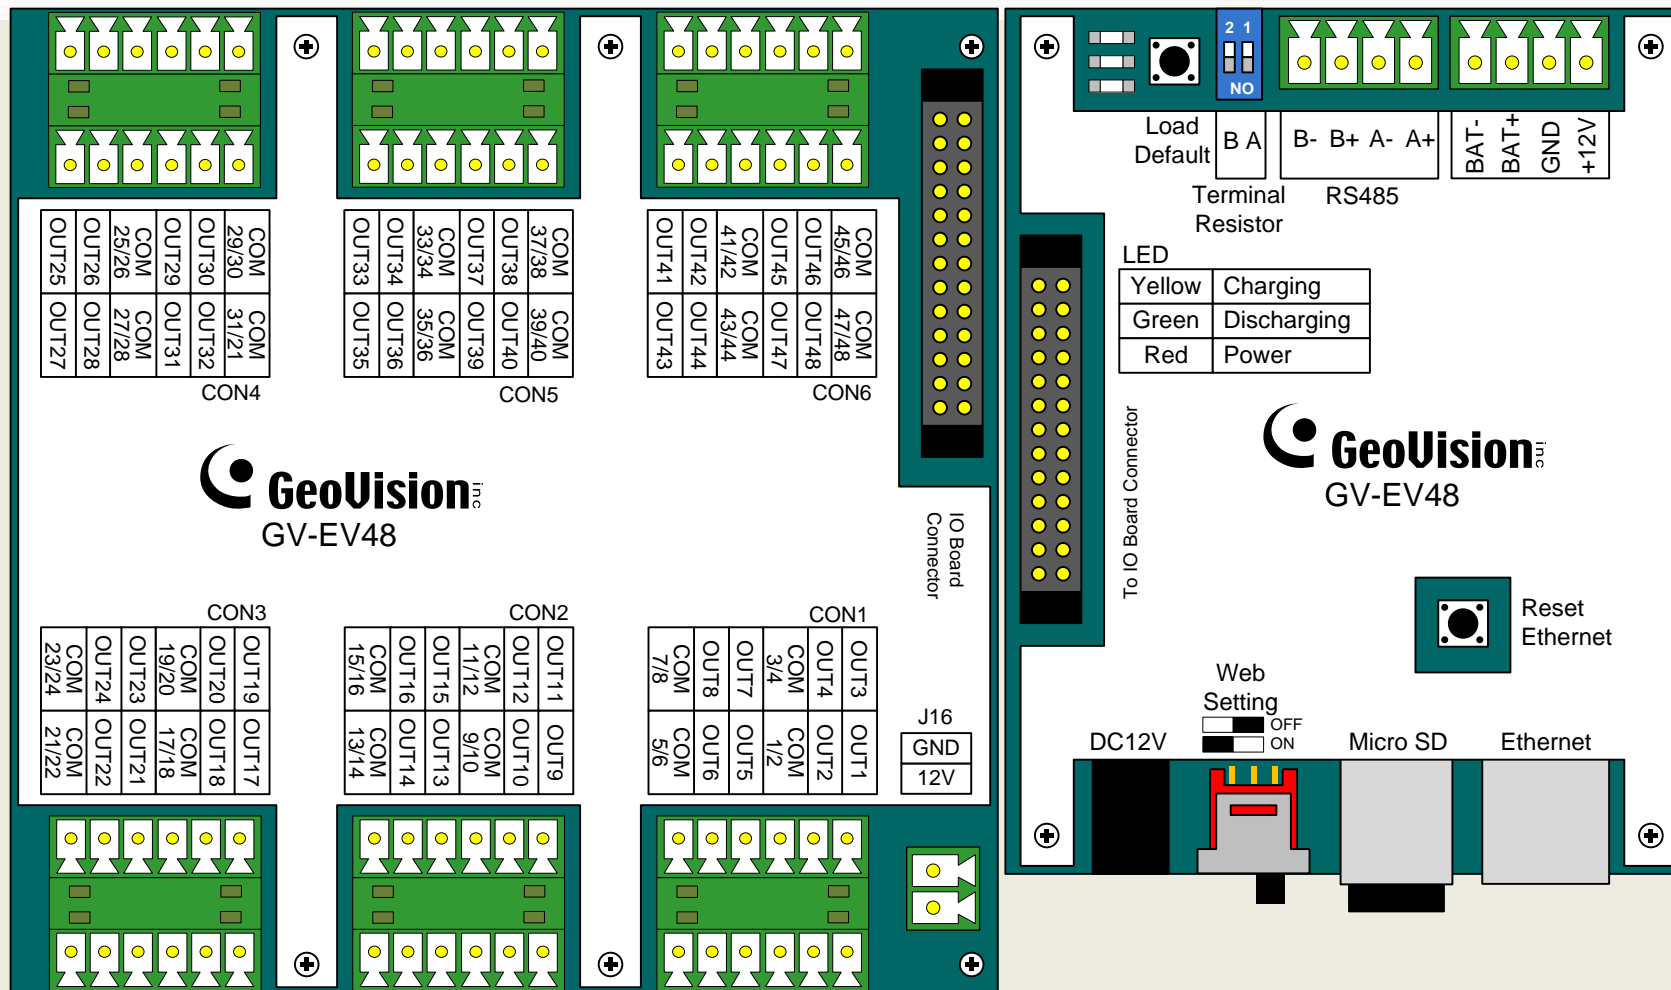 OUT25
OUT26
COM
25/26
OUT29
OUT30
COM
29/30
OUT27
OUT28
COM
27/28
OUT31
OUT32
COM
31/21
CON4
OUT33
OUT34
COM
33/34
OUT37
OUT38
COM
37/38
OUT35
OUT36
COM
35/36
OUT39
OUT40
COM
39/40
CON5
OUT41
OUT42
COM
41/42
OUT45
OUT46
COM
45/46
OUT43
OUT44
COM
43/44
OUT47
OUT48
COM
47/48
CON6
GeoVision inc
GV-EV48
IO Board
Connector
CON3
COM
23/24
OUT24
OUT23
COM
19/20
OUT20
OUT19
COM
21/22
OUT22
OUT21
COM
17/18
OUT18
OUT17
CON2
COM
15/16
OUT16
OUT15
COM
11/12
OUT12
OUT11
COM
13/14
OUT14
OUT13
COM
9/10
OUT10
OUT9
CON1
COM
7/8
OUT8
OUT7
COM
3/4
OUT4
OUT3
COM
5/6
OUT6
OUT5
COM
1/2
OUT2
OUT1
J16
GND
12V
2 1
NO
Load
Default
B A
B- B+ A- A+
BAT-
BAT+
GND
+12V
Terminal
Resistor
RS485
LED
Yellow Charging
Green Discharging
Red Power
To IO Board Connector
GeoVision inc
GV-EV48
Reset
Ethernet
Web
Setting
OFF
ON
DC12V
Micro SD
Ethernet